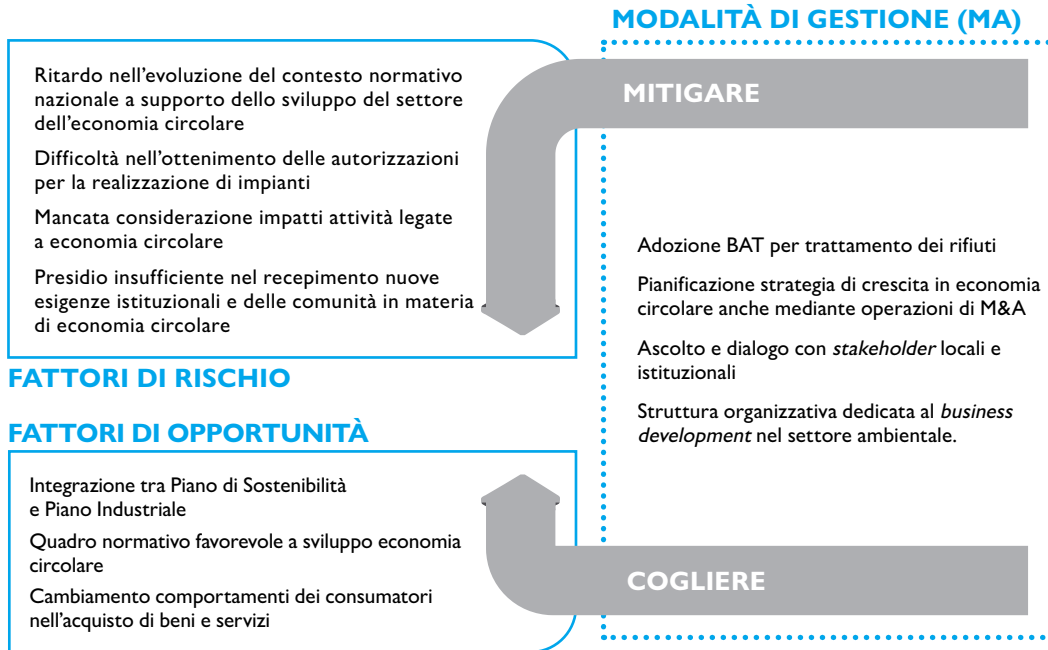 MODALITÀ DI GESTIONE (MA)
Ritardo nell’evoluzione del contesto normativo
nazionale a supporto dello sviluppo del settore
dell’economia circolare
Difficoltà nell’ottenimento delle autorizzazioni
per la realizzazione di impianti
Mancata considerazione impatti attività legate
a economia circolare
Presidio insufficiente nel recepimento nuove
esigenze istituzionali e delle comunità in materia
di economia circolare
FATTORI DI RISCHIO
FATTORI DI OPPORTUNITÀ
Integrazione tra Piano di Sostenibilità
e Piano Industriale
Quadro normativo favorevole a sviluppo economia
circolare
Cambiamento comportamenti dei consumatori
nell’acquisto di beni e servizi
MITIGARE
Adozione BAT per trattamento dei rifiuti
Pianificazione strategia di crescita in economia
circolare anche mediante operazioni di M&A
Ascolto e dialogo con stakeholder locali e
istituzionali
Struttura organizzativa dedicata al business
development nel settore ambientale.
COGLIERE